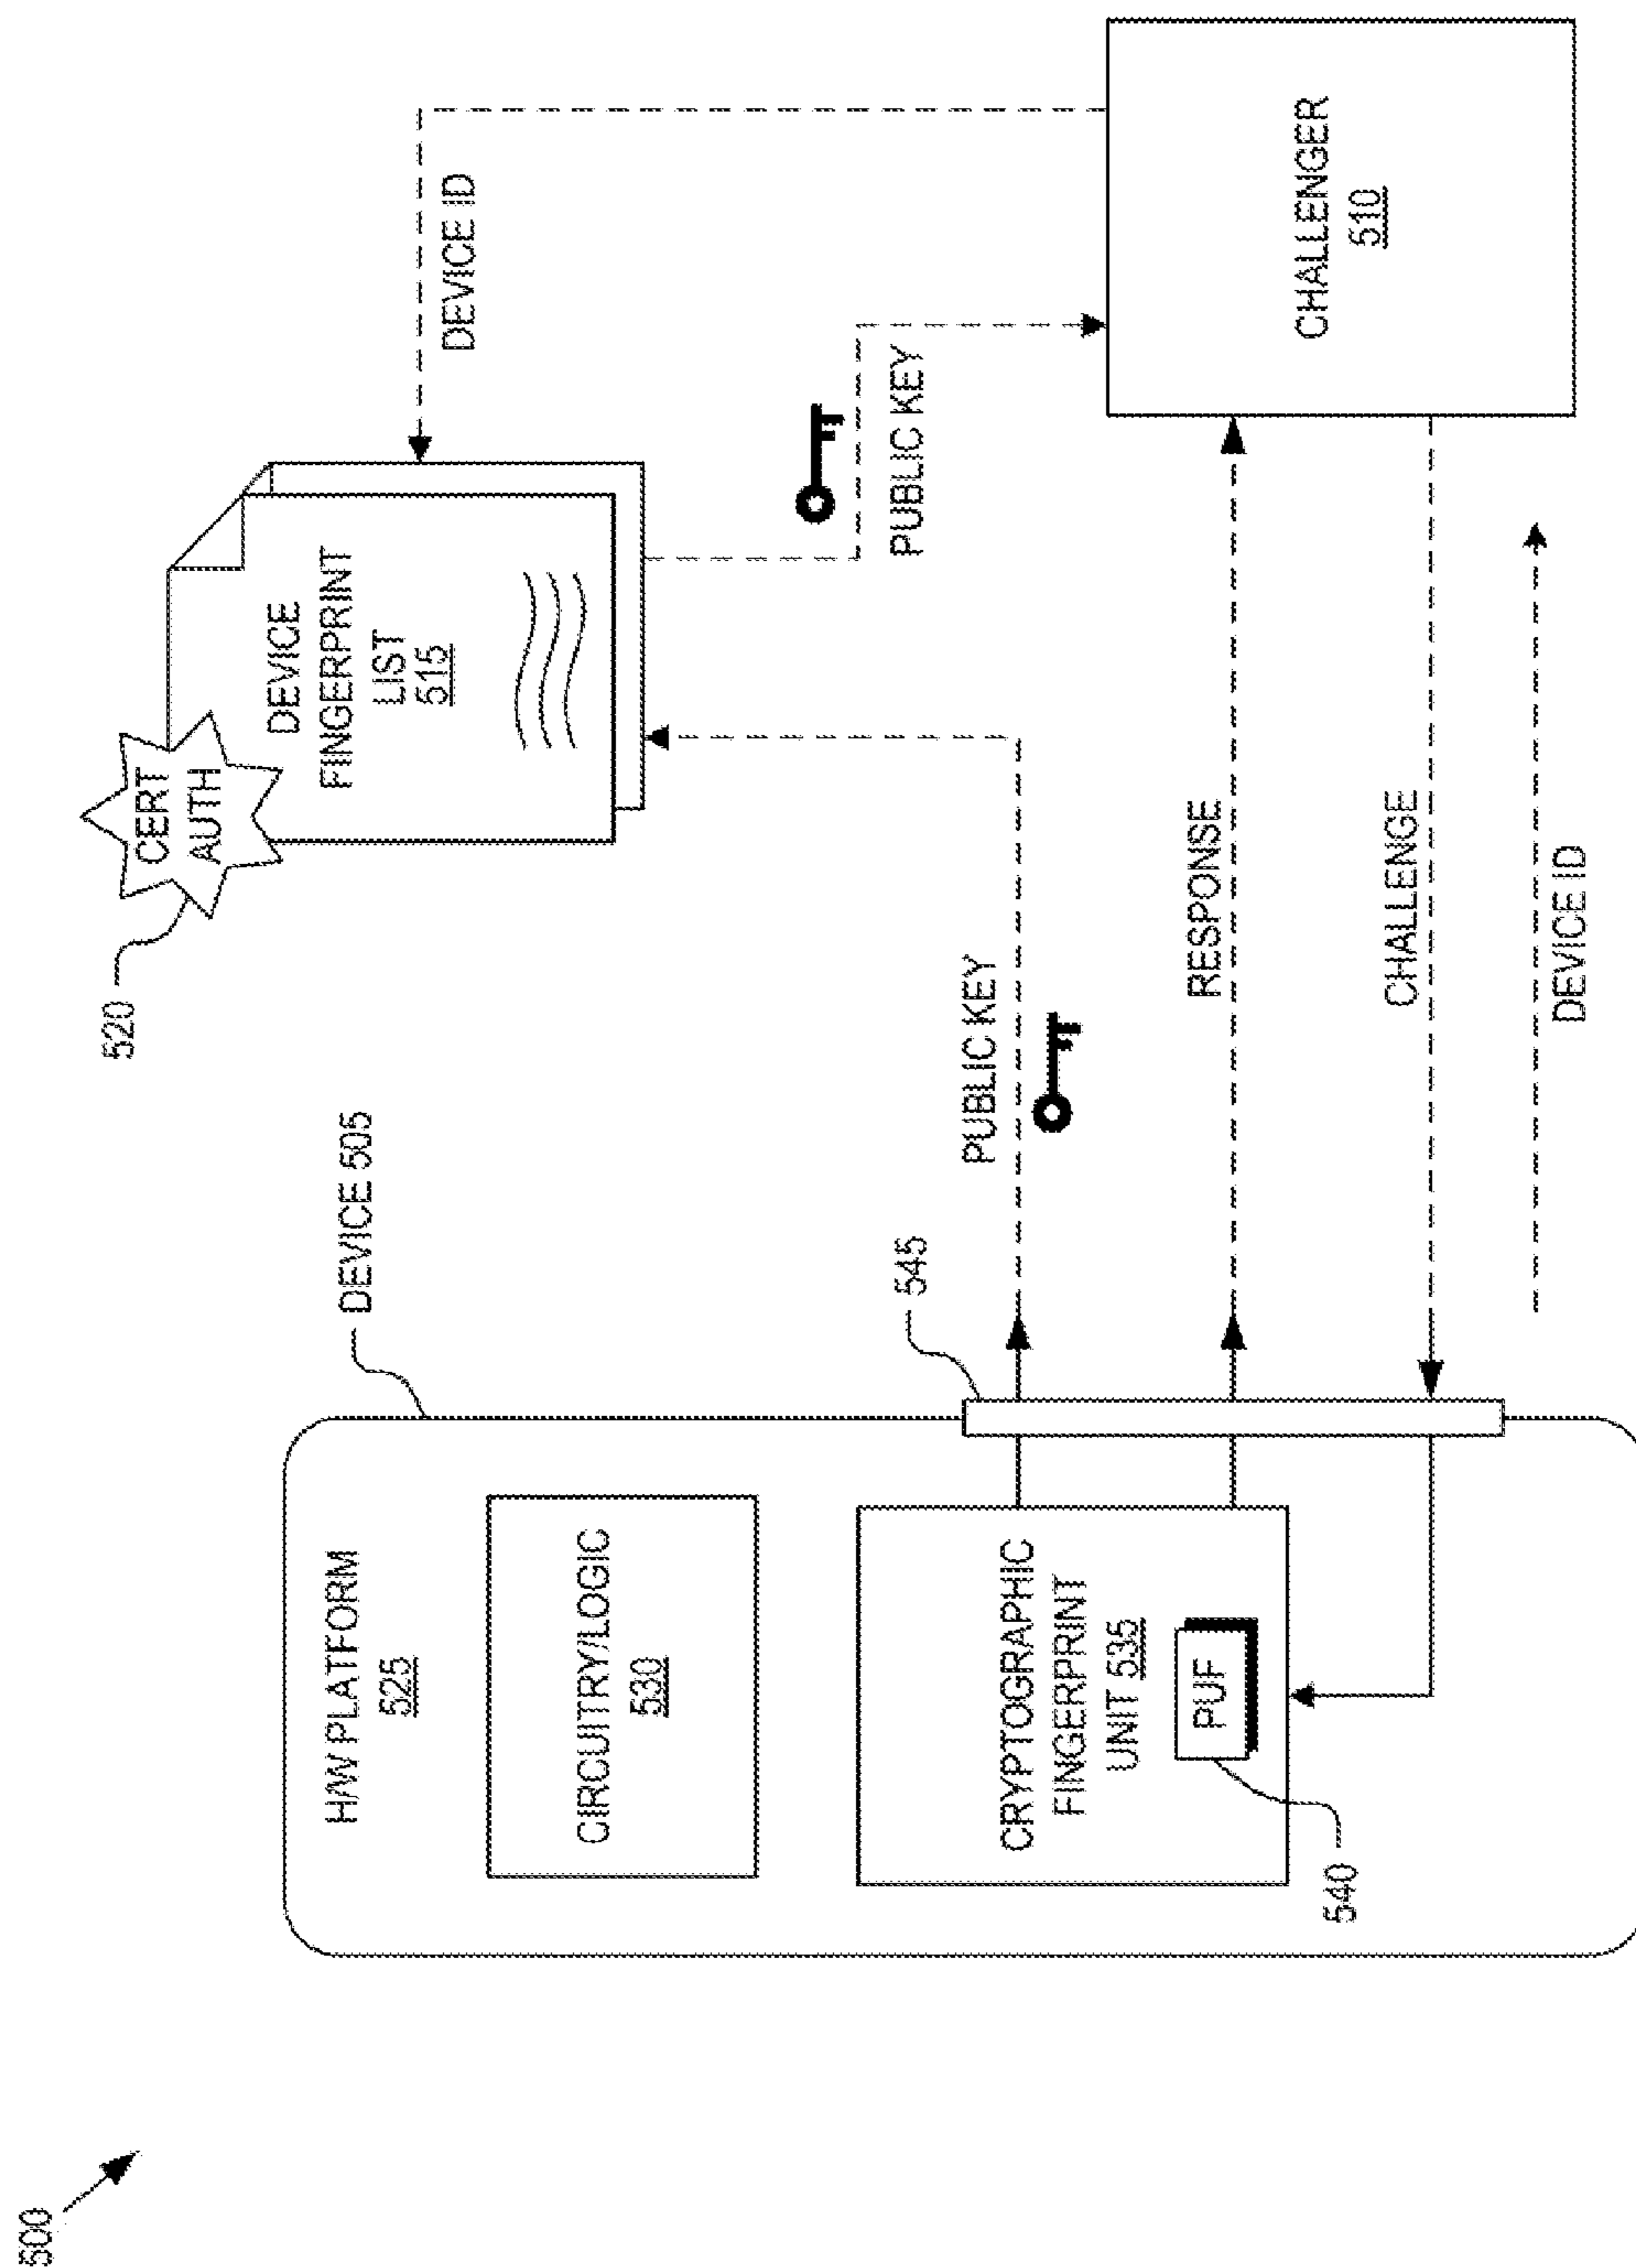 500
DEVICE 505
H/W PLATFORM
525
CIRCUITRY/LOGIC
530
CRYPTOGRAPHIC
FINGERPRINT
UNIT 535
PUF
540
545
520
CERT
AUTH
DEVICE
FINGERPRINT
LIST
515
DEVICE ID
PUBLIC KEY
PUBLIC KEY
RESPONSE
CHALLENGE
DEVICE ID
CHALLENGER
510